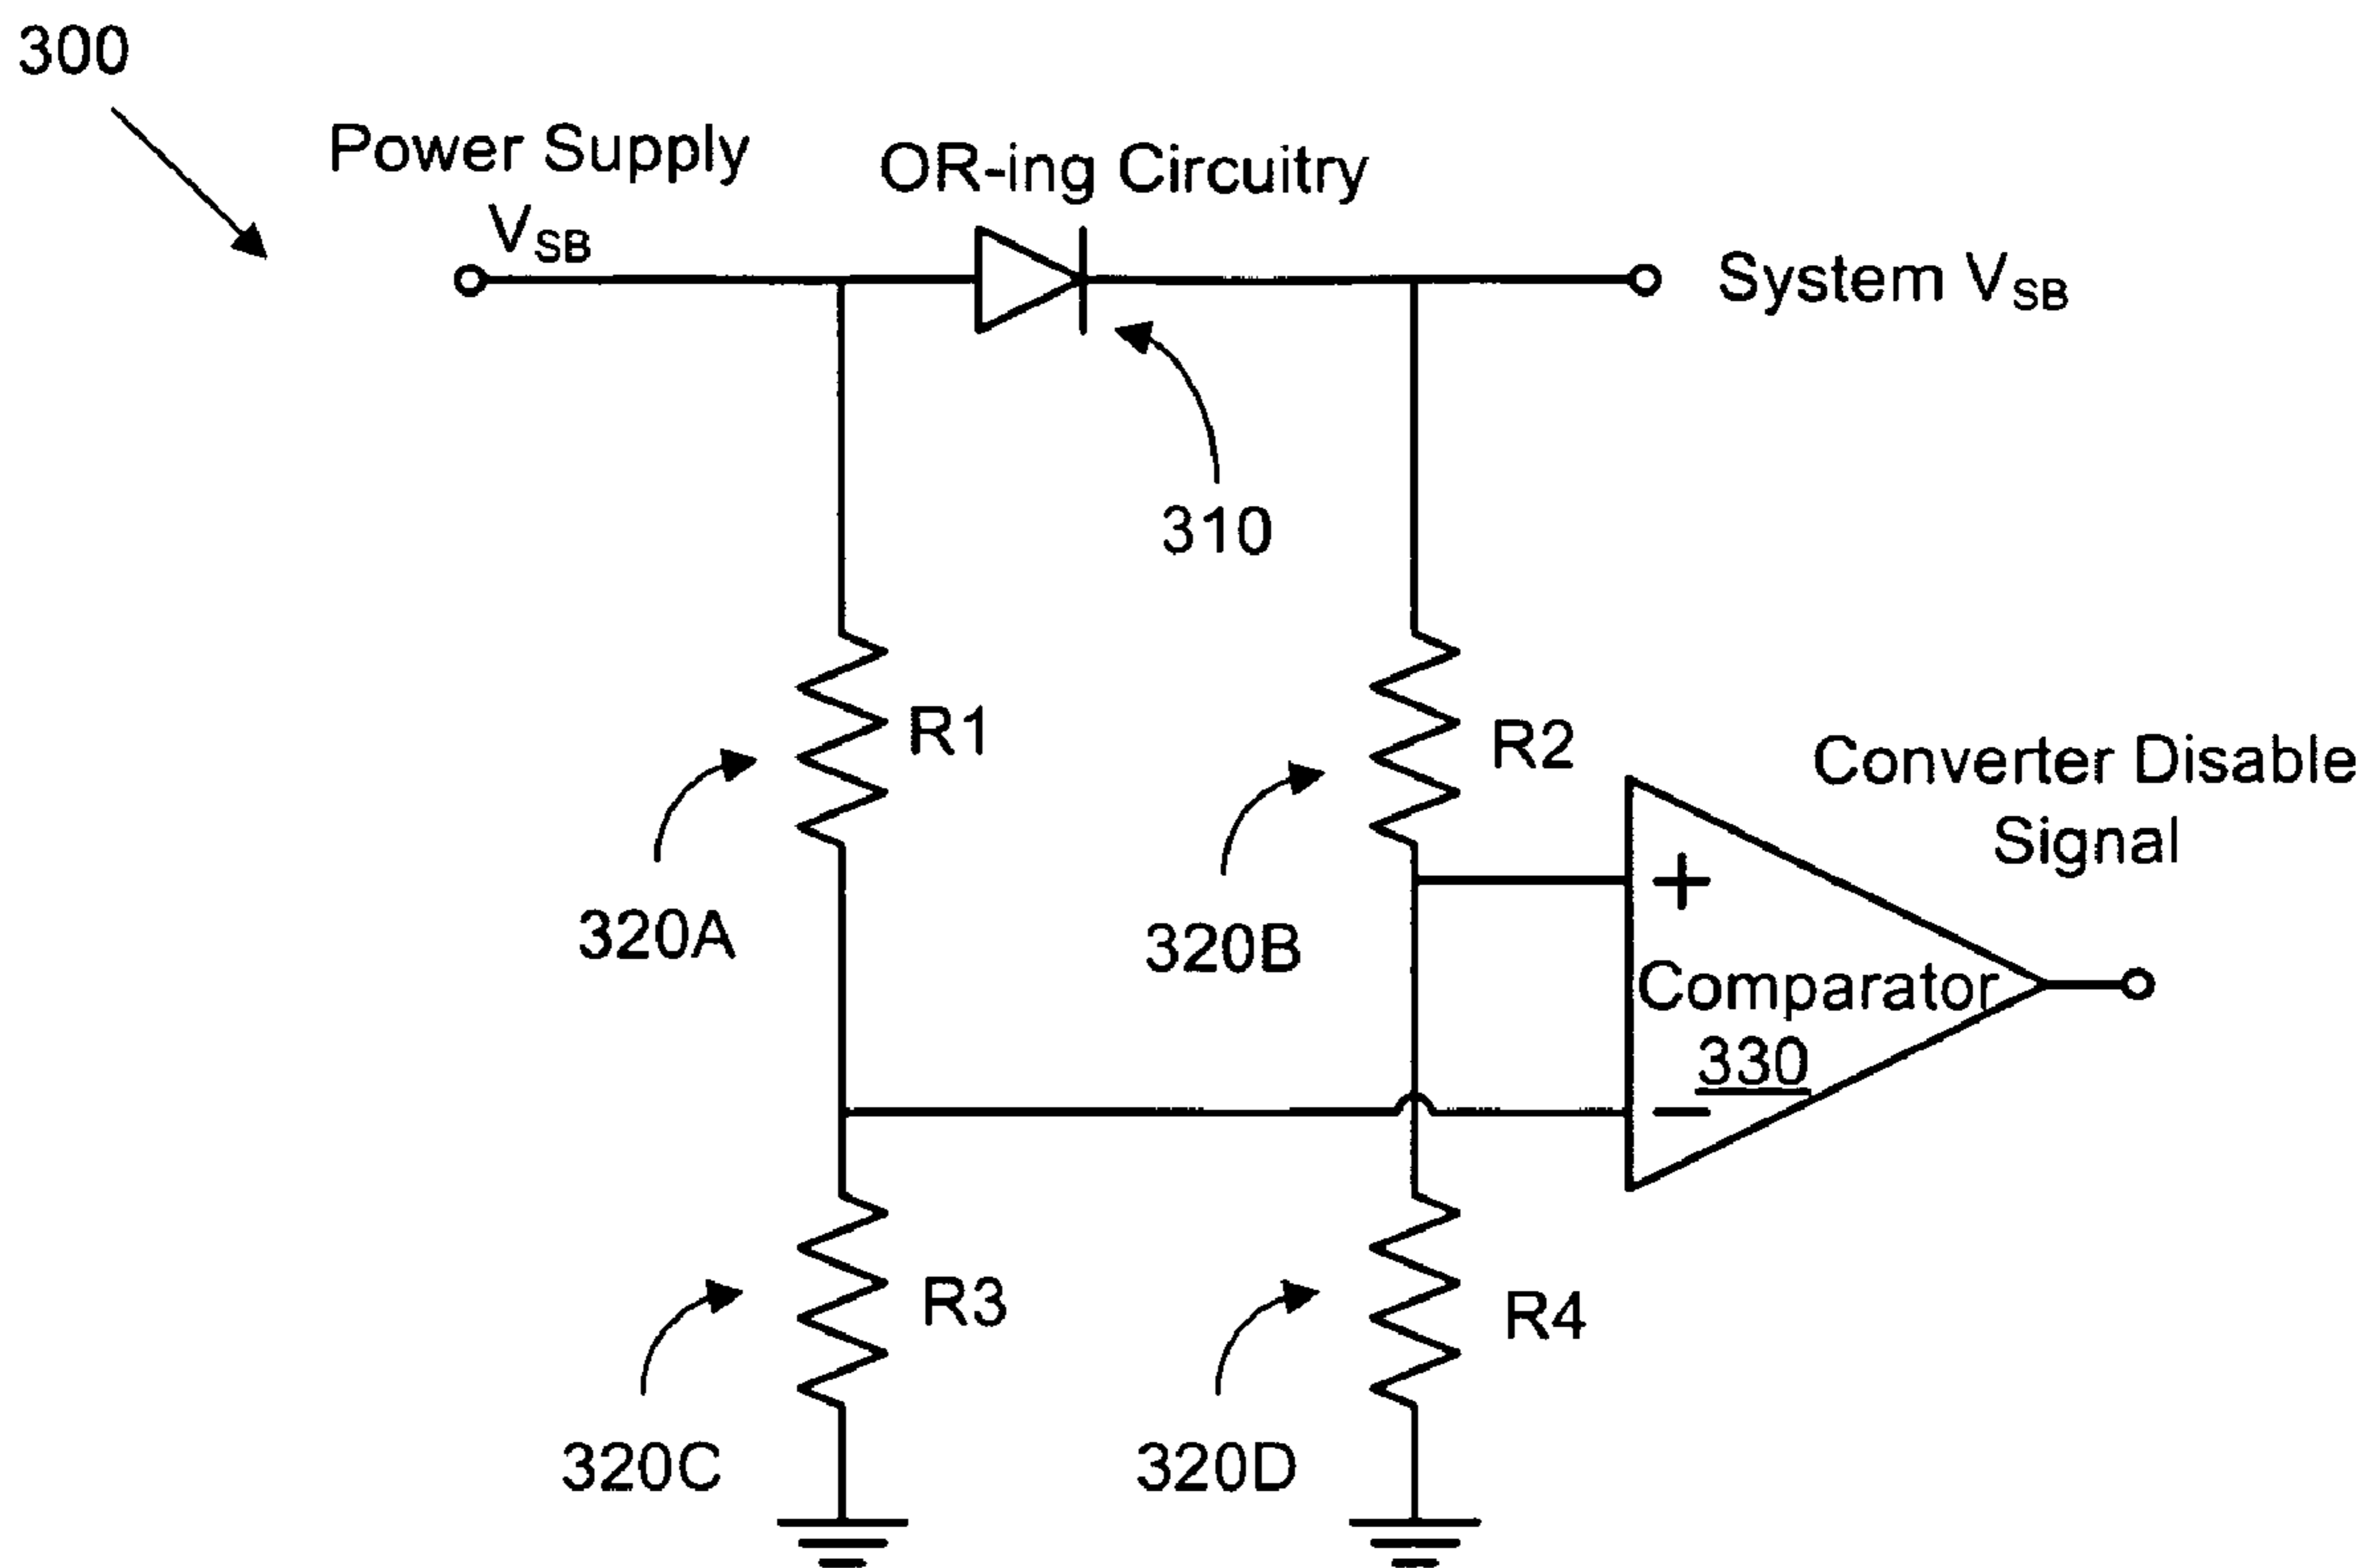 300
Power Supply
VSB
OR-ing Circuitry
System VSB
310
R1
R2
Converter Disable
Signal
320A
320B
+
Comparator
330
−
R3
R4
320C
320D